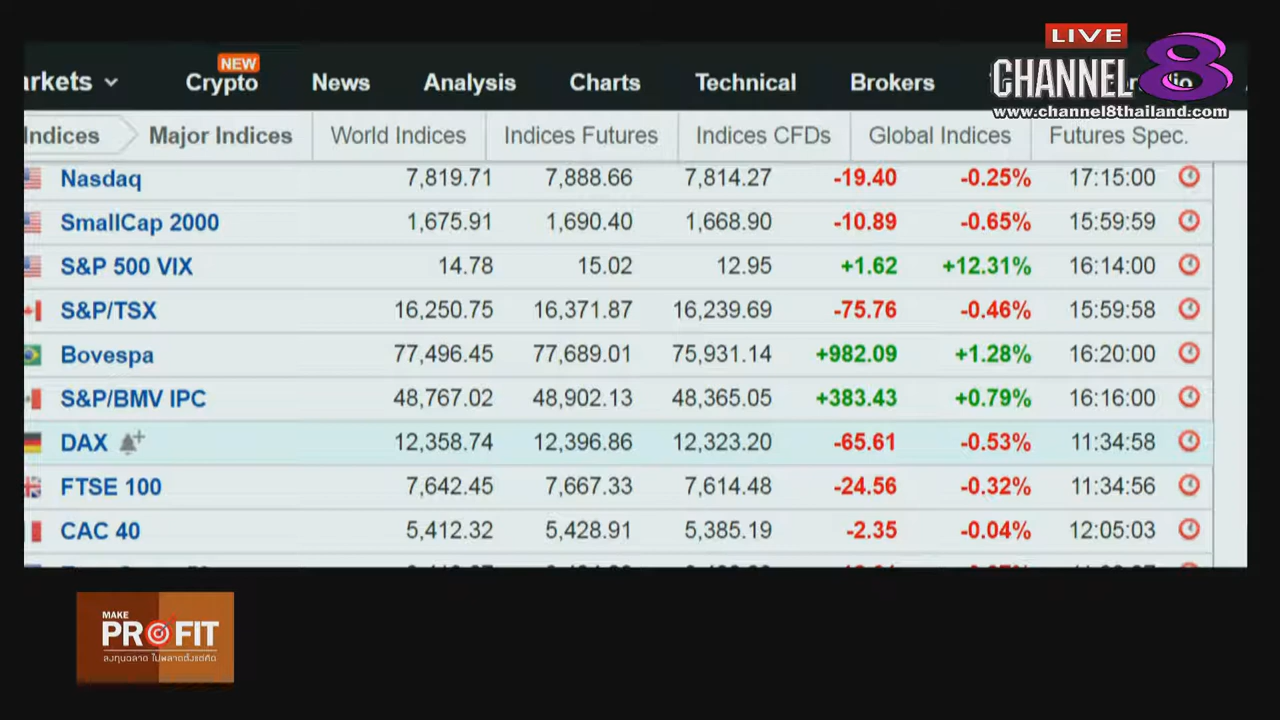 LIVE
CHANNEL 8
www.channel8thailand.com
rkets Crypto NEW News Analysis Charts Technical Brokers
Indices Major Indices World Indices Indices Futures Indices CFDs Global Indices Futures Spec.
Nasdaq 7,819.71 7,888.66 7,814.27 -19.40 -0.25% 17:15:00
SmallCap 2000 1,675.91 1,690.40 1,668.90 -10.89 -0.65% 15:59:59
S&P 500 VIX 14.78 15.02 12.95 +1.62 +12.31% 16:14:00
S&P/TSX 16,250.75 16,371.87 16,239.69 -75.76 -0.46% 15:59:58
Bovespa 77,496.45 77,689.01 75,931.14 +982.09 +1.28% 16:20:00
S&P/BMV IPC 48,767.02 48,902.13 48,365.05 +383.43 +0.79% 16:16:00
DAX 12,358.74 12,396.86 12,323.20 -65.61 -0.53% 11:34:58
FTSE 100 7,642.45 7,667.33 7,614.48 -24.56 -0.32% 11:34:56
CAC 40 5,412.32 5,428.91 5,385.19 -2.35 -0.04% 12:05:03
MAKE
PROFIT
ลงทุนฉลาด ไม่พลาดตั้งแต่คิด